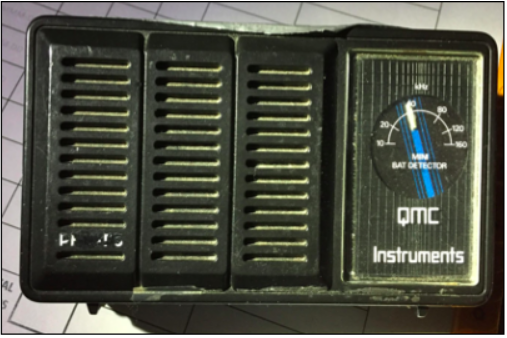 kHz
40 80
20 120
10 160
MINI
BAT DETECTOR
QMC
Instruments